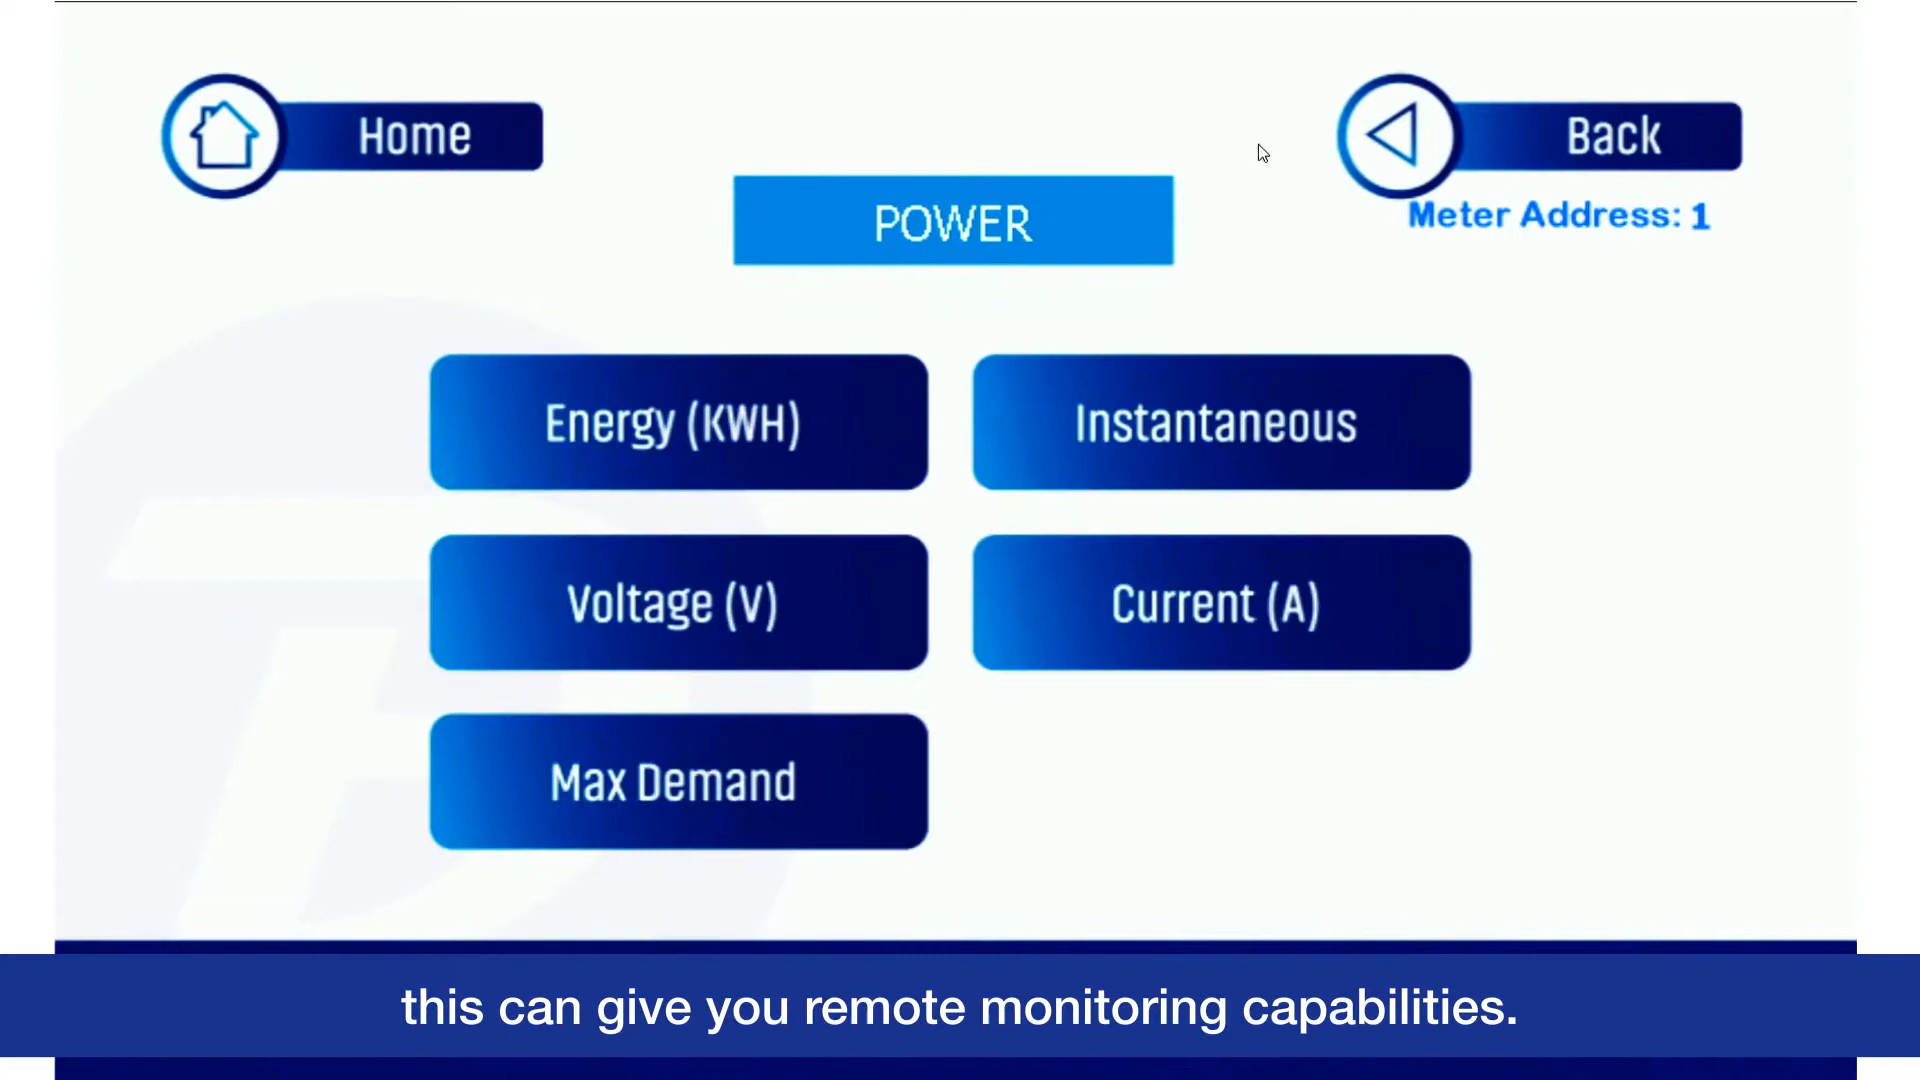 Home
Back
Meter Address: 1
POWER
Energy (KWH)
Instantaneous
Voltage (V)
Current (A)
Max Demand
this can give you remote monitoring capabilities.